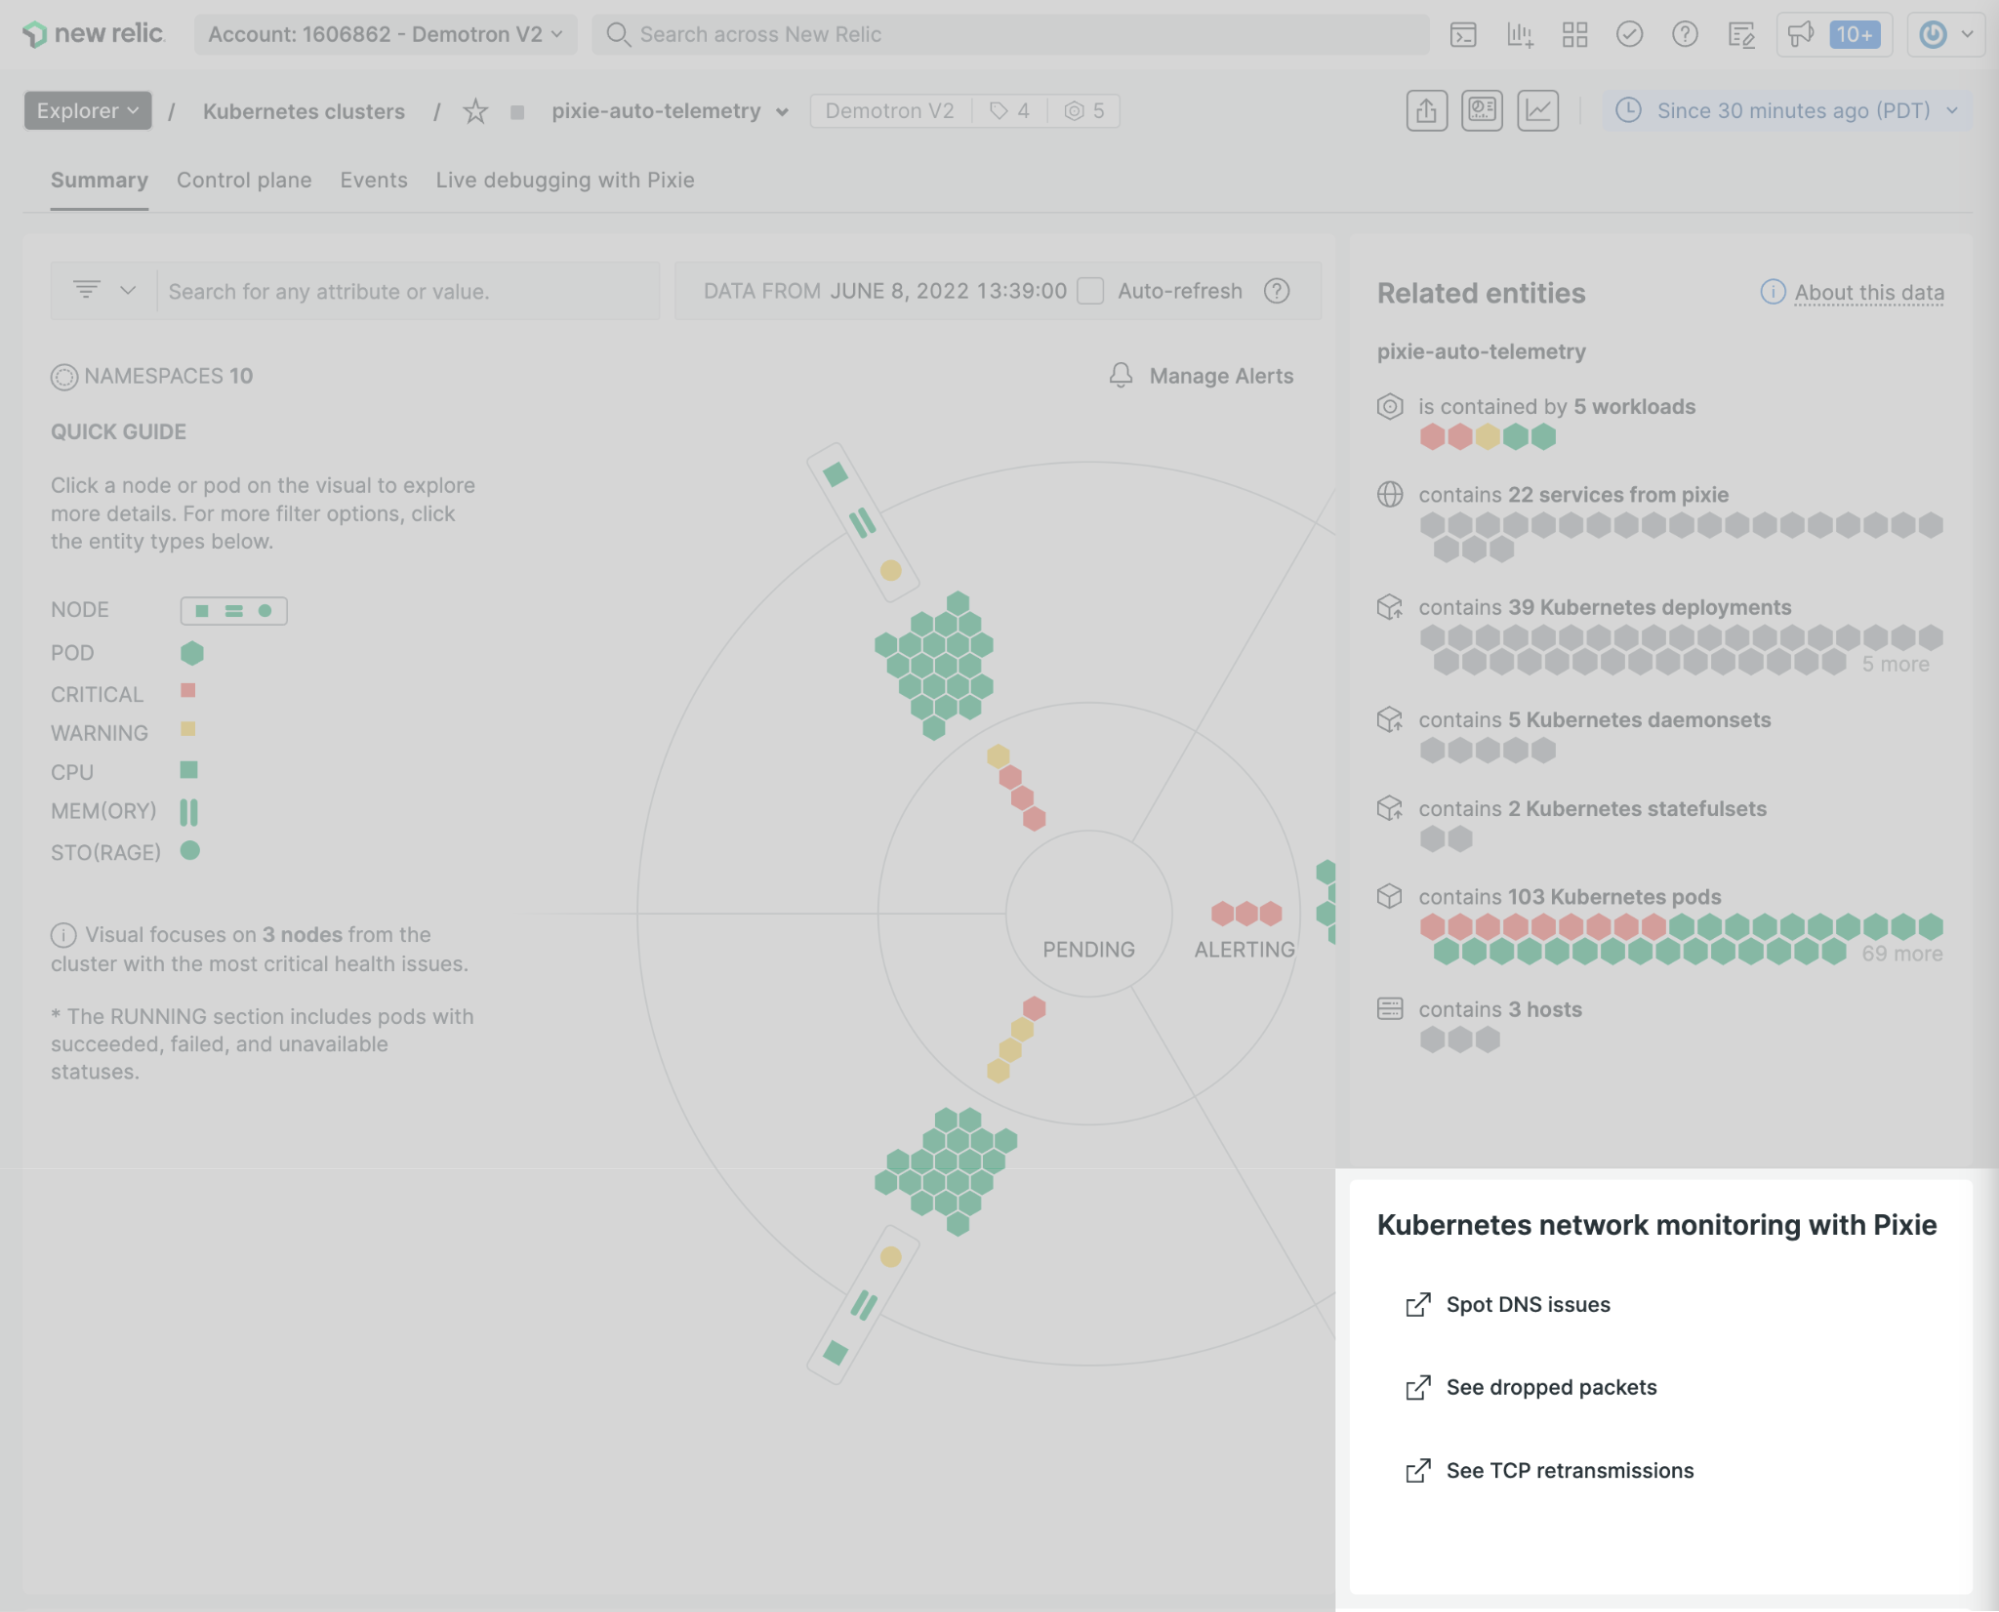 new relic.
Account: 1606862 - Demotron V2
Search across New Relic
10+
Explorer
/
Kubernetes clusters
/
pixie-auto-telemetry
Demotron V2
4
5
Since 30 minutes ago (PDT)
Summary
Control plane
Events
Live debugging with Pixie
Search for any attribute or value.
DATA FROM JUNE 8, 2022 13:39:00
Auto-refresh
NAMESPACES 10
Manage Alerts
QUICK GUIDE
Click a node or pod on the visual to explore
more details. For more filter options, click
the entity types below.
NODE
POD
CRITICAL
WARNING
CPU
MEM(ORY)
STO(RAGE)
Visual focuses on 3 nodes from the
cluster with the most critical health issues.
* The RUNNING section includes pods with
succeeded, failed, and unavailable
statuses.
PENDING
ALERTING
Related entities
About this data
pixie-auto-telemetry
is contained by 5 workloads
contains 22 services from pixie
contains 39 Kubernetes deployments
5 more
contains 5 Kubernetes daemonsets
contains 2 Kubernetes statefulsets
contains 103 Kubernetes pods
69 more
contains 3 hosts
Kubernetes network monitoring with Pixie
Spot DNS issues
See dropped packets
See TCP retransmissions